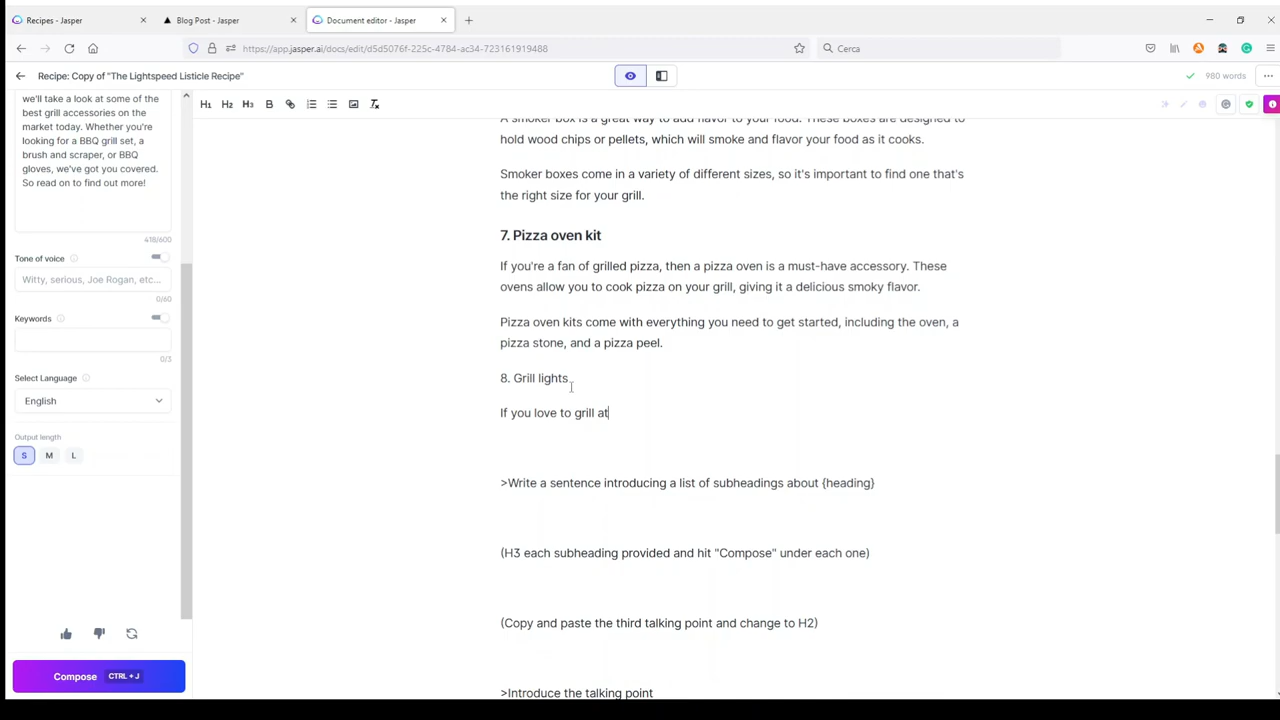 Recipes - Jasper
Blog Post - Jasper
Document editor - Jasper
https://app.jasper.ai/docs/edit/d5d5076f-225c-4784-ac34-723161919488
Cerca
Recipe: Copy of "The Lightspeed Listicle Recipe"
980 words
H1 H2 H3 B
we'll take a look at some of the
best grill accessories on the
market today. Whether you're
looking for a BBQ grill set, a
brush and scraper, or BBQ
gloves, we've got you covered.
So read on to find out more!
418/600
Tone of voice
Witty, serious, Joe Rogan, etc...
0/60
Keywords
0/3
Select Language
English
Output length
S M L
Compose CTRL + J
A smoker box is a great way to add flavor to your food. These boxes are designed to
hold wood chips or pellets, which will smoke and flavor your food as it cooks.
Smoker boxes come in a variety of different sizes, so it's important to find one that's
the right size for your grill.
7. Pizza oven kit
If you're a fan of grilled pizza, then a pizza oven is a must-have accessory. These
ovens allow you to cook pizza on your grill, giving it a delicious smoky flavor.
Pizza oven kits come with everything you need to get started, including the oven, a
pizza stone, and a pizza peel.
8. Grill lights
If you love to grill at
>Write a sentence introducing a list of subheadings about {heading}
(H3 each subheading provided and hit "Compose" under each one)
(Copy and paste the third talking point and change to H2)
>Introduce the talking point